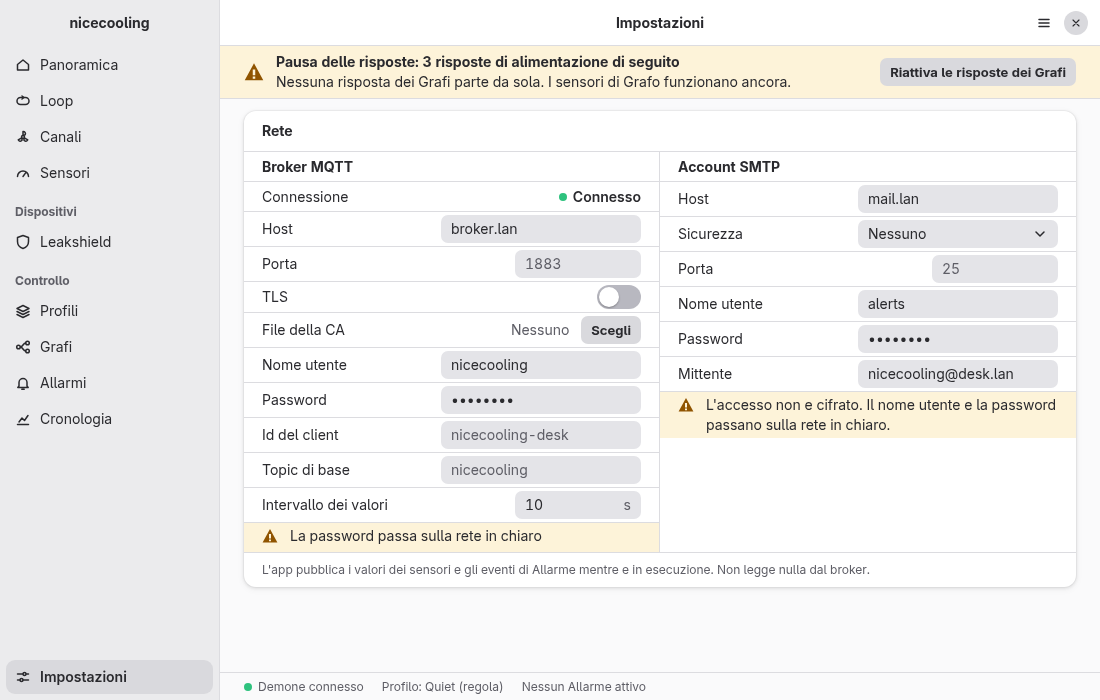 nicecooling
Impostazioni
Panoramica
Loop
Canali
Sensori
Dispositivi
Leakshield
Controllo
Profili
Grafi
Allarmi
Cronologia
Impostazioni
Pausa delle risposte: 3 risposte di alimentazione di seguito
Nessuna risposta dei Grafi parte da sola. I sensori di Grafo funzionano ancora.
Riattiva le risposte dei Grafi
Rete
Broker MQTT
Connessione Connesso
Host broker.lan
Porta 1883
TLS
File della CA Nessuno Scegli
Nome utente nicecooling
Password ••••••••
Id del client nicecooling-desk
Topic di base nicecooling
Intervallo dei valori 10 s
La password passa sulla rete in chiaro
Account SMTP
Host mail.lan
Sicurezza Nessuno
Porta 25
Nome utente alerts
Password ••••••••
Mittente nicecooling@desk.lan
L'accesso non e cifrato. Il nome utente e la password
passano sulla rete in chiaro.
L'app pubblica i valori dei sensori e gli eventi di Allarme mentre e in esecuzione. Non legge nulla dal broker.
Demone connesso Profilo: Quiet (regola) Nessun Allarme attivo